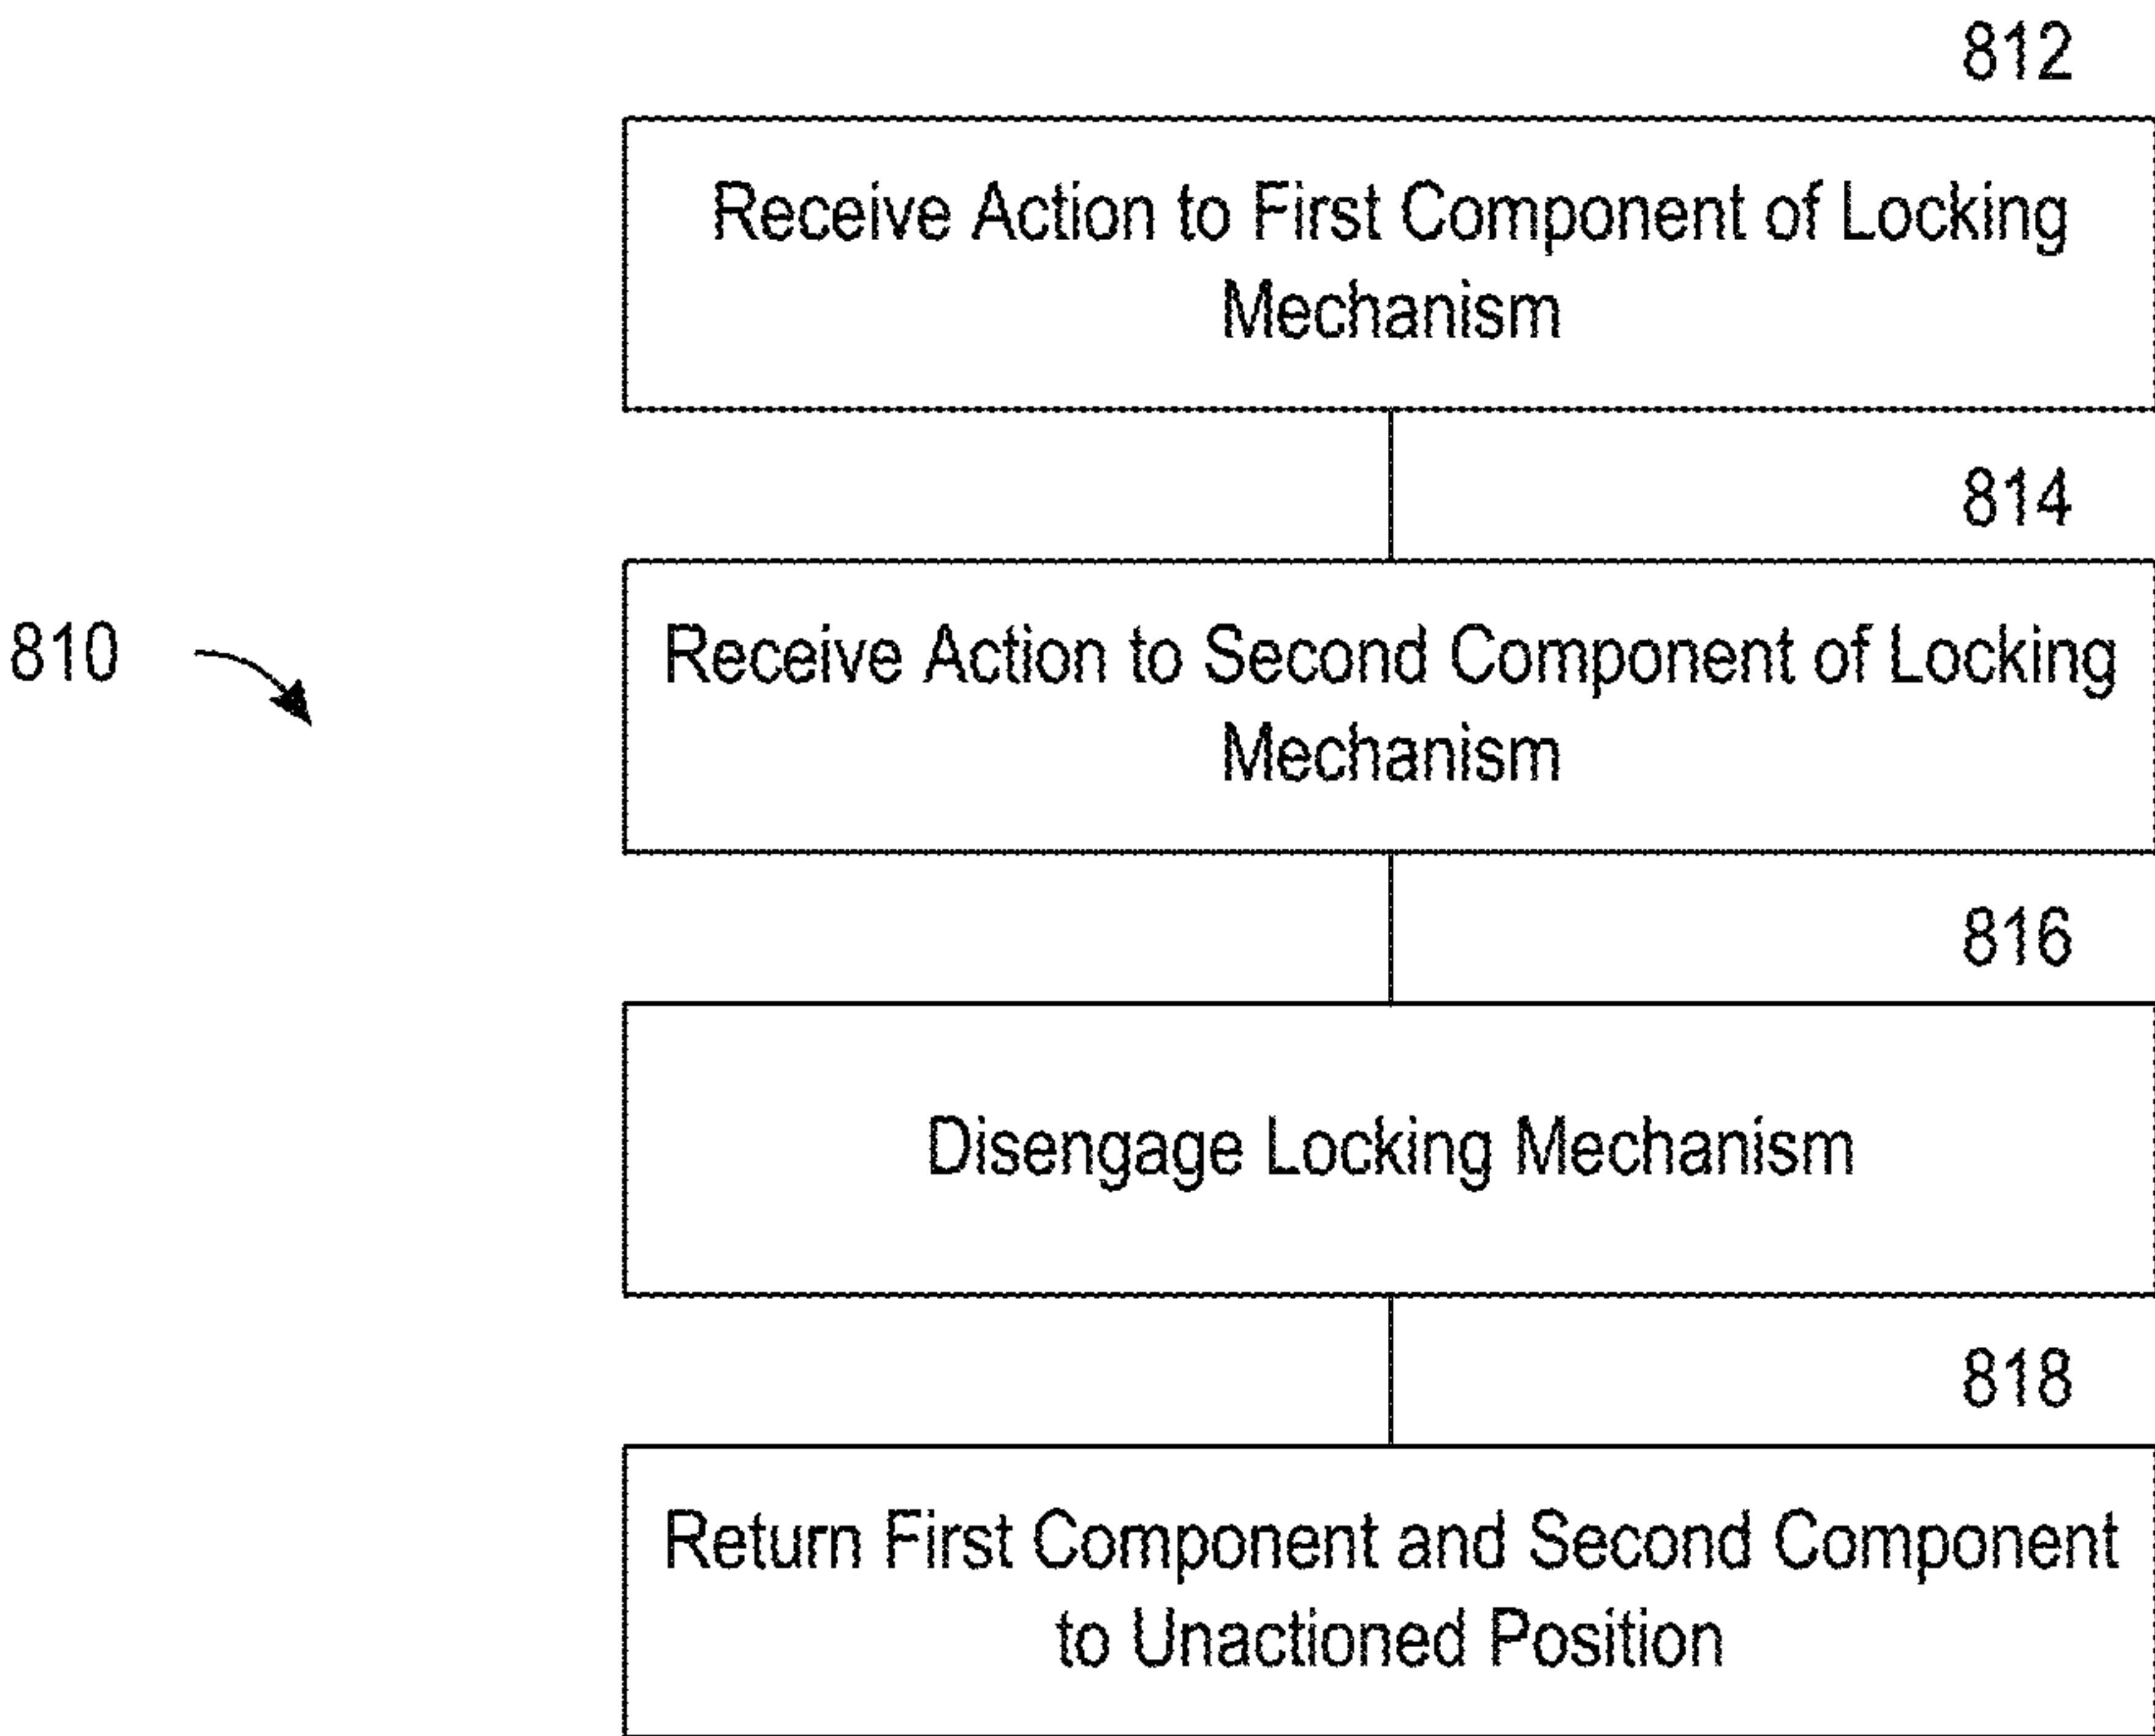 812
Receive Action to First Component of Locking
Mechanism
814
810
Receive Action to Second Component of Locking
Mechanism
816
Disengage Locking Mechanism
818
Return First Component and Second Component
to Unactioned Position